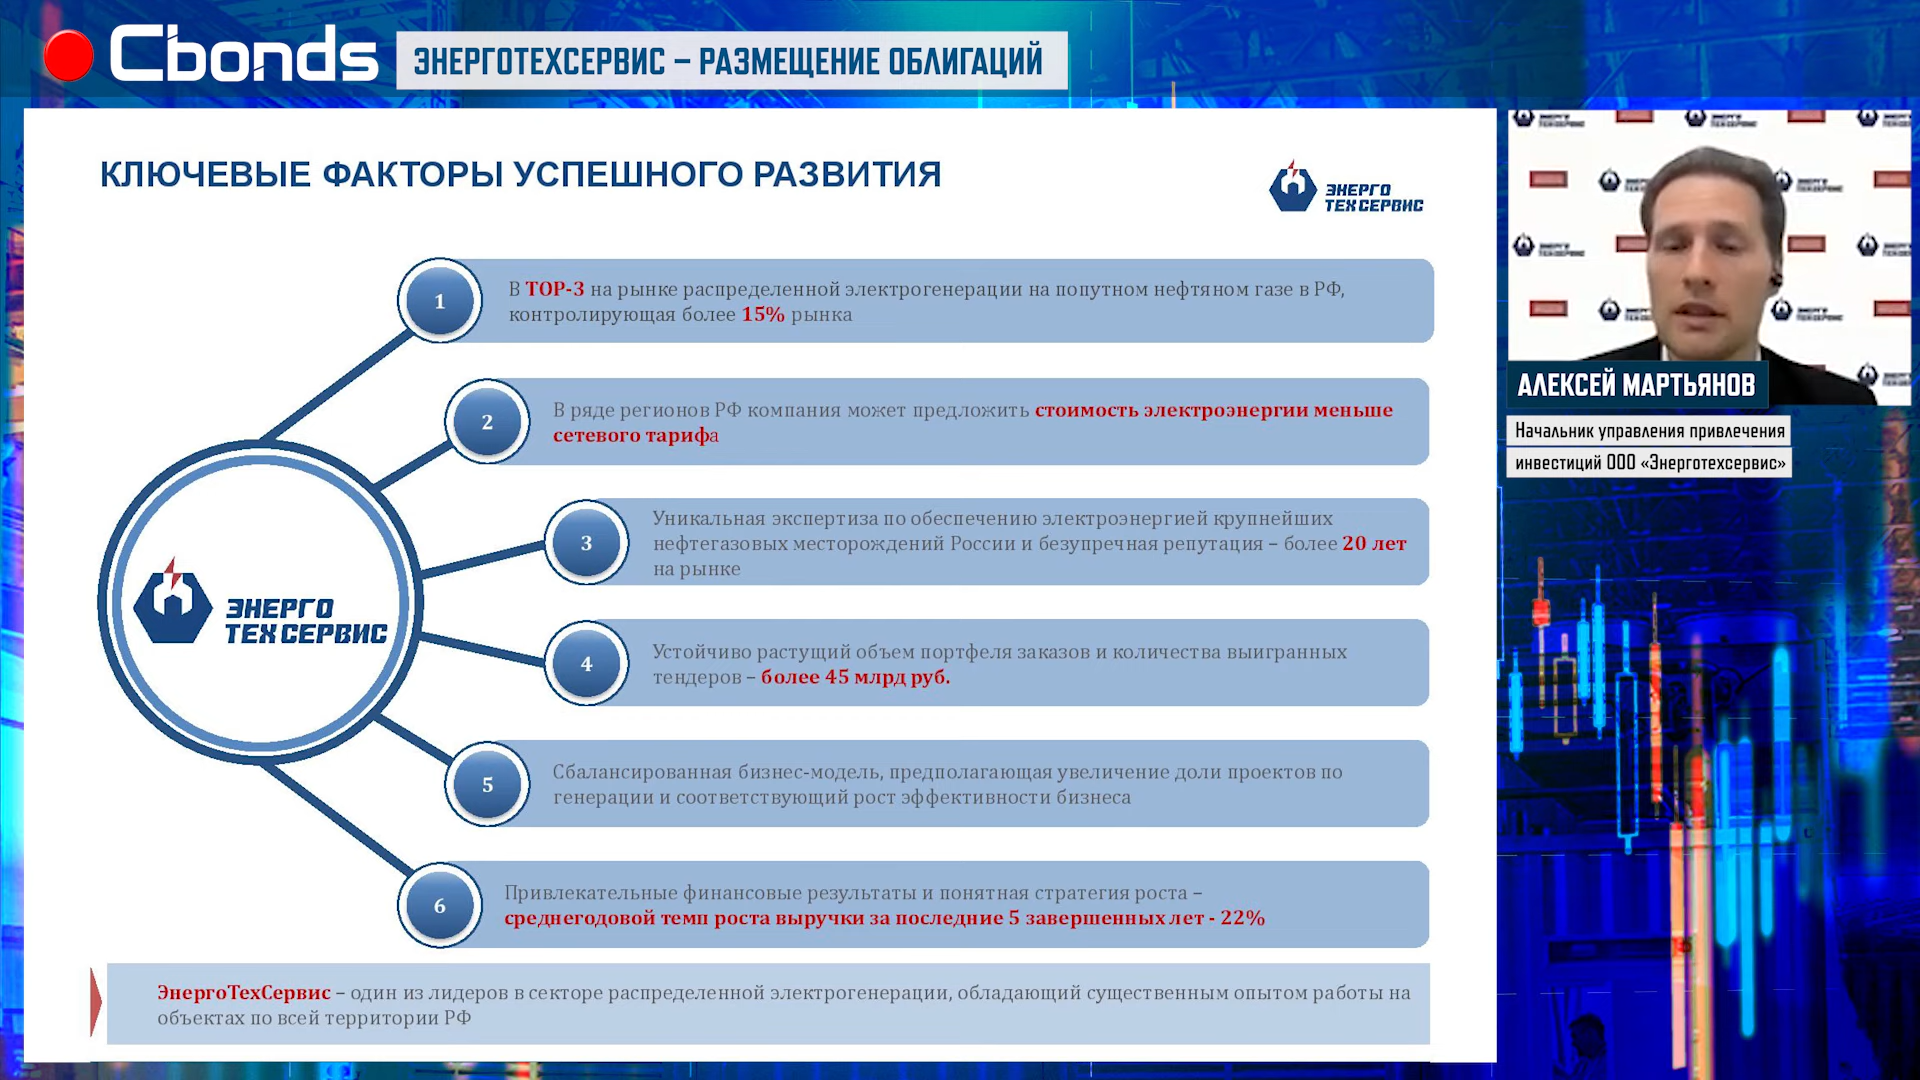 Cbonds
ЭНЕРГОТЕХСЕРВИС – РАЗМЕЩЕНИЕ ОБЛИГАЦИЙ
КЛЮЧЕВЫЕ ФАКТОРЫ УСПЕШНОГО РАЗВИТИЯ
ЭНЕРГО
ТЕХСЕРВИС
1
В TOP-3 на рынке распределенной электрогенерации на попутном нефтяном газе в РФ,
контролирующая более 15% рынка
2
В ряде регионов РФ компания может предложить стоимость электроэнергии меньше
сетевого тарифа
3
Уникальная экспертиза по обеспечению электроэнергией крупнейших
нефтегазовых месторождений России и безупречная репутация – более 20 лет
на рынке
ЭНЕРГО
ТЕХСЕРВИС
4
Устойчиво растущий объем портфеля заказов и количества выигранных
тендеров – более 45 млрд руб.
5
Сбалансированная бизнес-модель, предполагающая увеличение доли проектов по
генерации и соответствующий рост эффективности бизнеса
6
Привлекательные финансовые результаты и понятная стратегия роста –
среднегодовой темп роста выручки за последние 5 завершенных лет - 22%
ЭнергоТехСервис – один из лидеров в секторе распределенной электрогенерации, обладающий существенным опытом работы на
объектах по всей территории РФ
АЛЕКСЕЙ МАРТЬЯНОВ
Начальник управления привлечения
инвестиций ООО «Энерготехсервис»